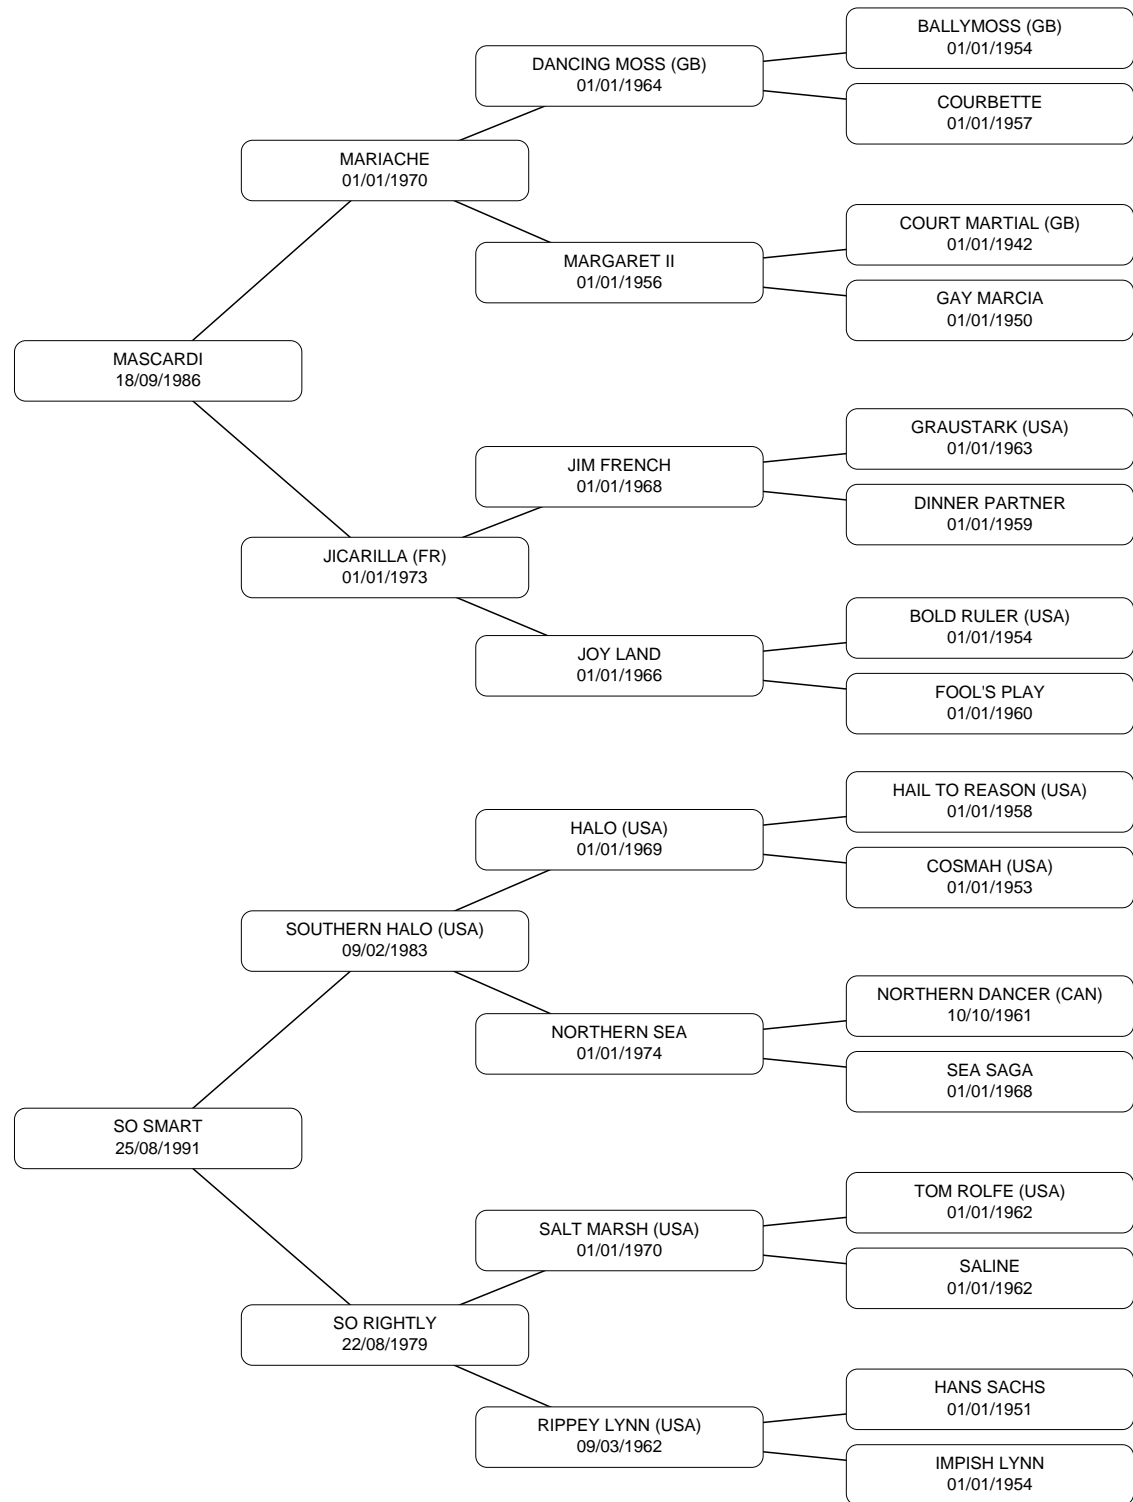 BALLYMOSS (GB)
01/01/1954
DANCING MOSS (GB)
01/01/1964
COURBETTE
01/01/1957
MARIACHE
01/01/1970
COURT MARTIAL (GB)
01/01/1942
MARGARET II
01/01/1956
GAY MARCIA
01/01/1950
MASCARDI
18/09/1986
GRAUSTARK (USA)
01/01/1963
JIM FRENCH
01/01/1968
DINNER PARTNER
01/01/1959
JICARILLA (FR)
01/01/1973
BOLD RULER (USA)
01/01/1954
JOY LAND
01/01/1966
FOOL'S PLAY
01/01/1960
HAIL TO REASON (USA)
01/01/1958
HALO (USA)
01/01/1969
COSMAH (USA)
01/01/1953
SOUTHERN HALO (USA)
09/02/1983
NORTHERN DANCER (CAN)
10/10/1961
NORTHERN SEA
01/01/1974
SEA SAGA
01/01/1968
SO SMART
25/08/1991
TOM ROLFE (USA)
01/01/1962
SALT MARSH (USA)
01/01/1970
SALINE
01/01/1962
SO RIGHTLY
22/08/1979
HANS SACHS
01/01/1951
RIPPEY LYNN (USA)
09/03/1962
IMPISH LYNN
01/01/1954